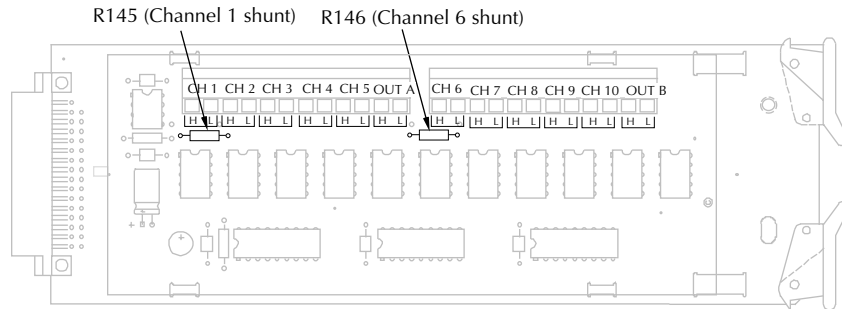 R145 (Channel 1 shunt) R146 (Channel 6 shunt)
CH 1 CH 2 CH 3 CH 4 CH 5 OUT A CH 6 CH 7 CH 8 CH 9 CH 10 OUT B
H L H L H L H L H L H L H L H L H L H L H L H L
+
+